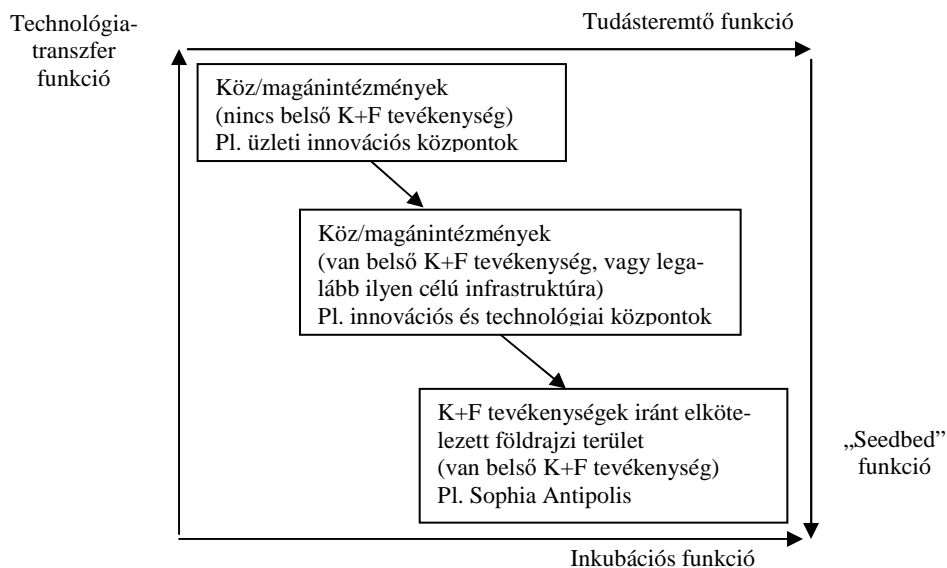 Technológia-
transzfer
funkció
Tudásteremtő funkció
Köz/magánintézmények
(nincs belső K+F tevékenység)
Pl. üzleti innovációs központok
Köz/magánintézmények
(van belső K+F tevékenység, vagy lega-
lább ilyen célú infrastruktúra)
Pl. innovációs és technológiai központok
K+F tevékenységek iránt elköte-
lezett földrajzi terület
(van belső K+F tevékenység)
Pl. Sophia Antipolis
„Seedbed”
funkció
Inkubációs funkció